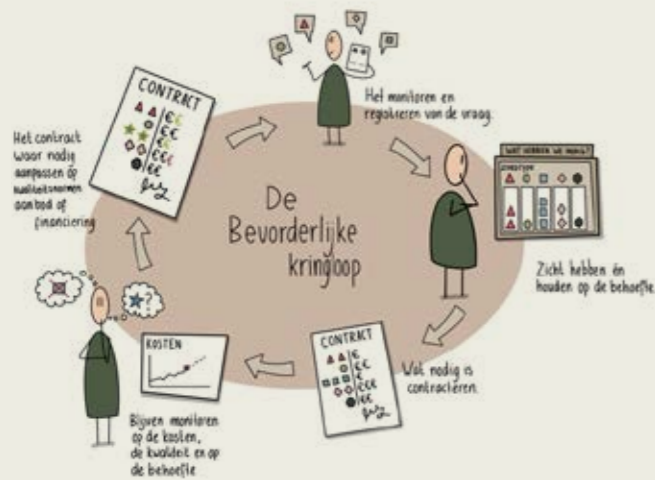 De
Bevorderlijke
kringloop
Het monitoren en
registreren van de vraag.
WAT HEBBEN WE NODIG?
Zicht hebben én
houden op de behoefte.
Wat nodig is
contracteren.
CONTRACT
€
€€
€
€€€
€€
KOSTEN
Blijven monitoren
op de kosten,
de kwaliteit en op
de behoefte
?
Het contract
waar nodig
aanpassen op
kwaliteitsnormen
aanbod of
financiering
CONTRACT
€€
€€
€€
€€€
€€